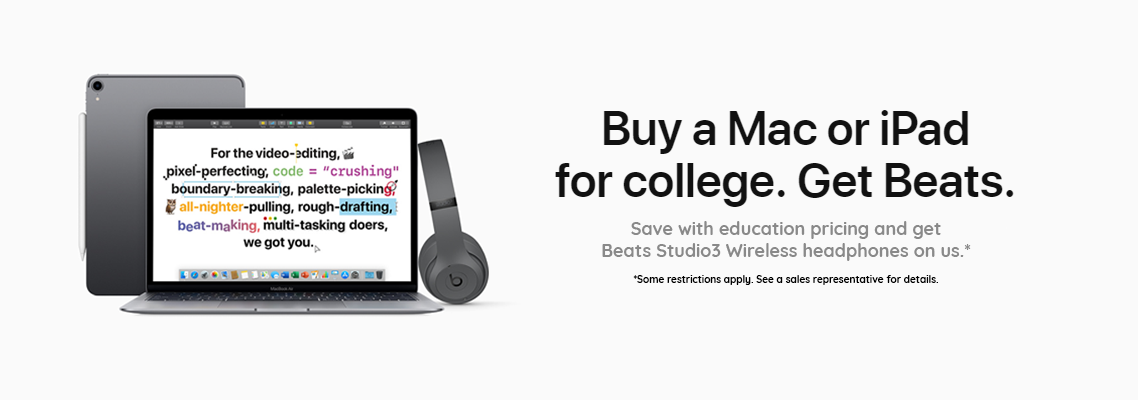 For the video-editing, 🎬
pixel-perfecting, code = “crushing"
boundary-breaking, palette-picking,
🦉 all-nighter-pulling, rough-drafting,
beat-making, multi-tasking doers,
we got you.
MacBook Air
Buy a Mac or iPad
for college. Get Beats.
Save with education pricing and get
Beats Studio3 Wireless headphones on us.*
*Some restrictions apply. See a sales representative for details.